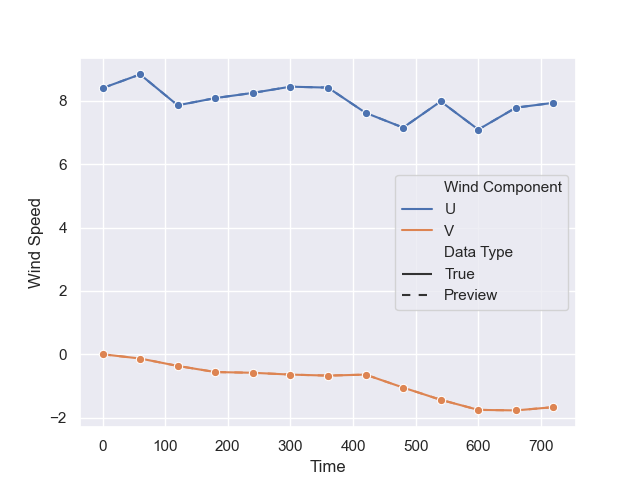 8
6
4
2
0
−2
Wind Speed
0 100 200 300 400 500 600 700
Time
Wind Component
U
V
Data Type
True
Preview